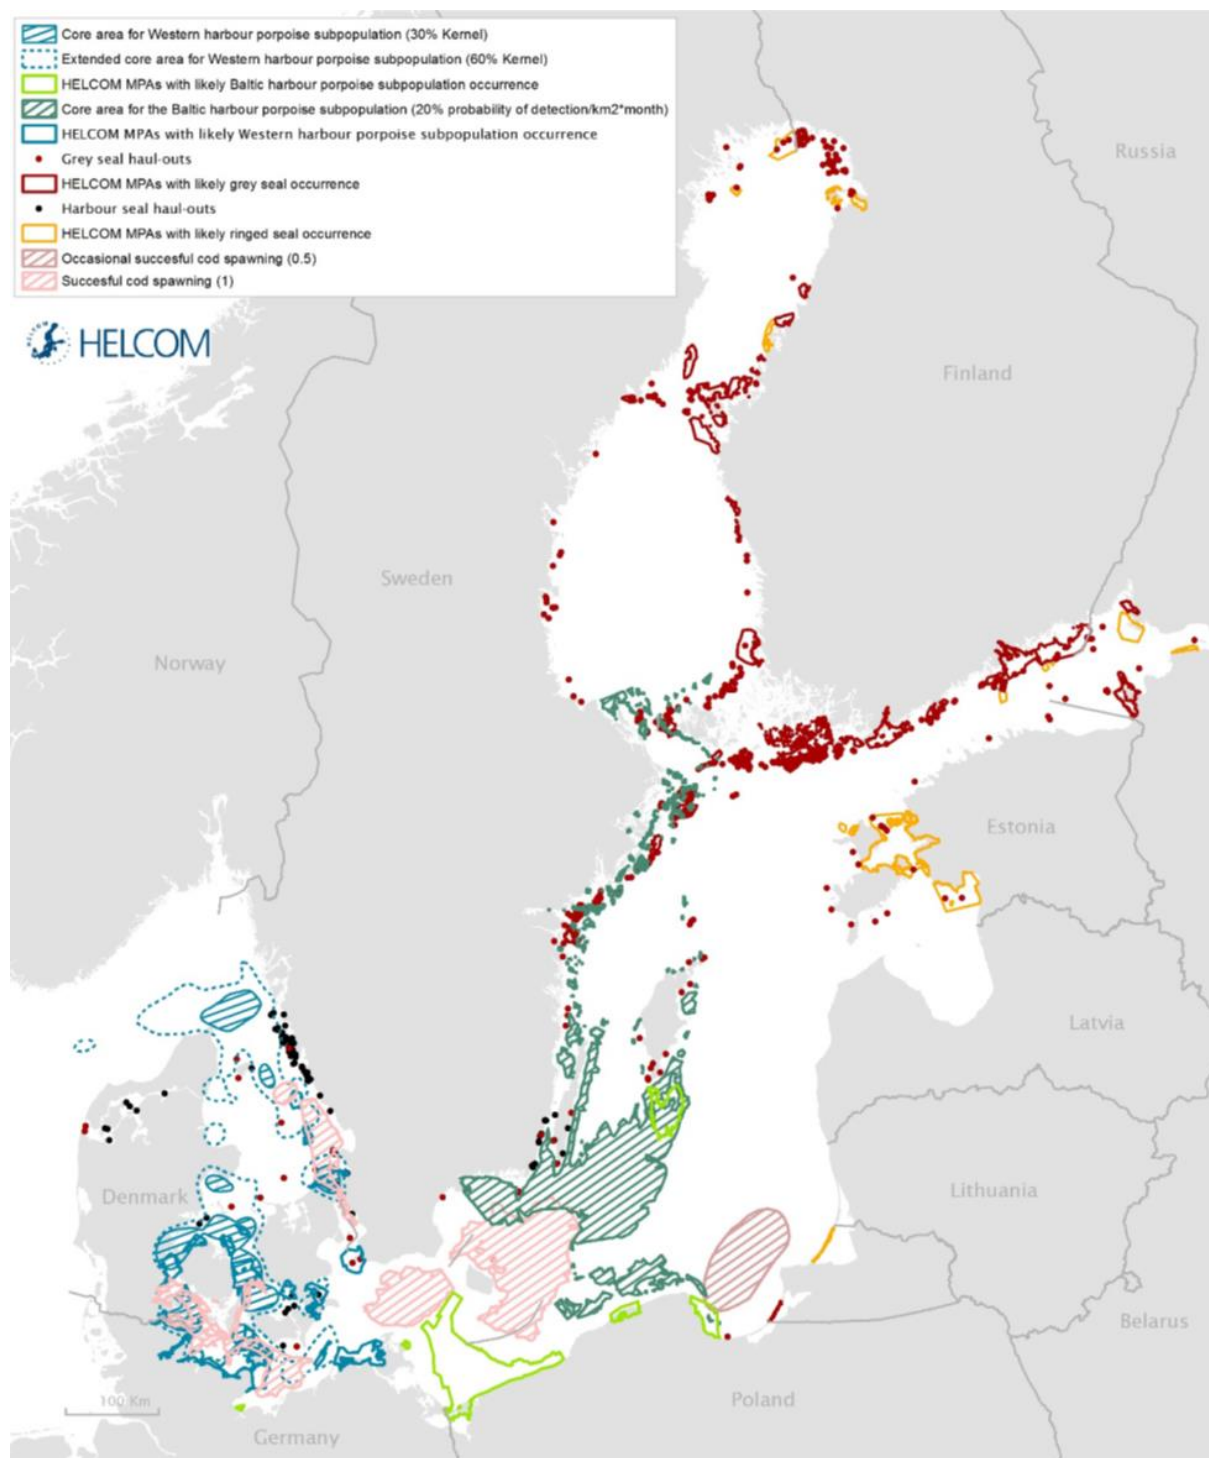 Core area for Western harbour porpoise subpopulation (30% Kernel)
Extended core area for Western harbour porpoise subpopulation (60% Kernel)
HELCOM MPAs with likely Baltic harbour porpoise subpopulation occurrence
Core area for the Baltic harbour porpoise subpopulation (20% probability of detection/km2*month)
HELCOM MPAs with likely Western harbour porpoise subpopulation occurrence
Grey seal haul-outs
HELCOM MPAs with likely grey seal occurrence
Harbour seal haul-outs
HELCOM MPAs with likely ringed seal occurrence
Occasional succesful cod spawning (0.5)
Succesful cod spawning (1)
HELCOM
HELCOM
Russia
Finland
Sweden
Norway
Estonia
Latvia
Denmark
Lithuania
Belarus
Poland
100 Km
Germany